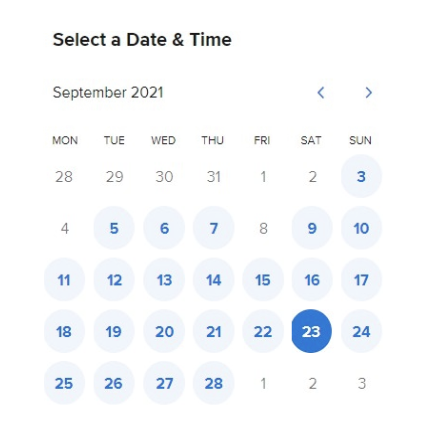 Select a Date & Time
September 2021
MON TUE WED THU FRI SAT SUN
28 29 30 31 1 2 3
4 5 6 7 8 9 10
11 12 13 14 15 16 17
18 19 20 21 22 23 24
25 26 27 28 1 2 3